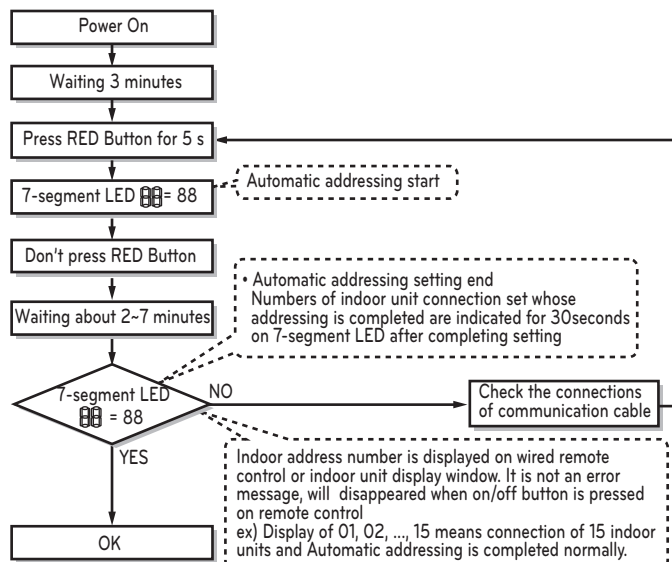 Power On
Waiting 3 minutes
Press RED Button for 5 s
7-segment LED 88 = 88
Automatic addressing start
Don't press RED Button
• Automatic addressing setting end
Numbers of indoor unit connection set whose
addressing is completed are indicated for 30seconds
on 7-segment LED after completing setting
Waiting about 2~7 minutes
7-segment LED
88 = 88
NO
Check the connections
of communication cable
YES
Indoor address number is displayed on wired remote
control or indoor unit display window. It is not an error
message, will disappeared when on/off button is pressed
on remote control
ex) Display of 01, 02, ..., 15 means connection of 15 indoor
units and Automatic addressing is completed normally.
OK